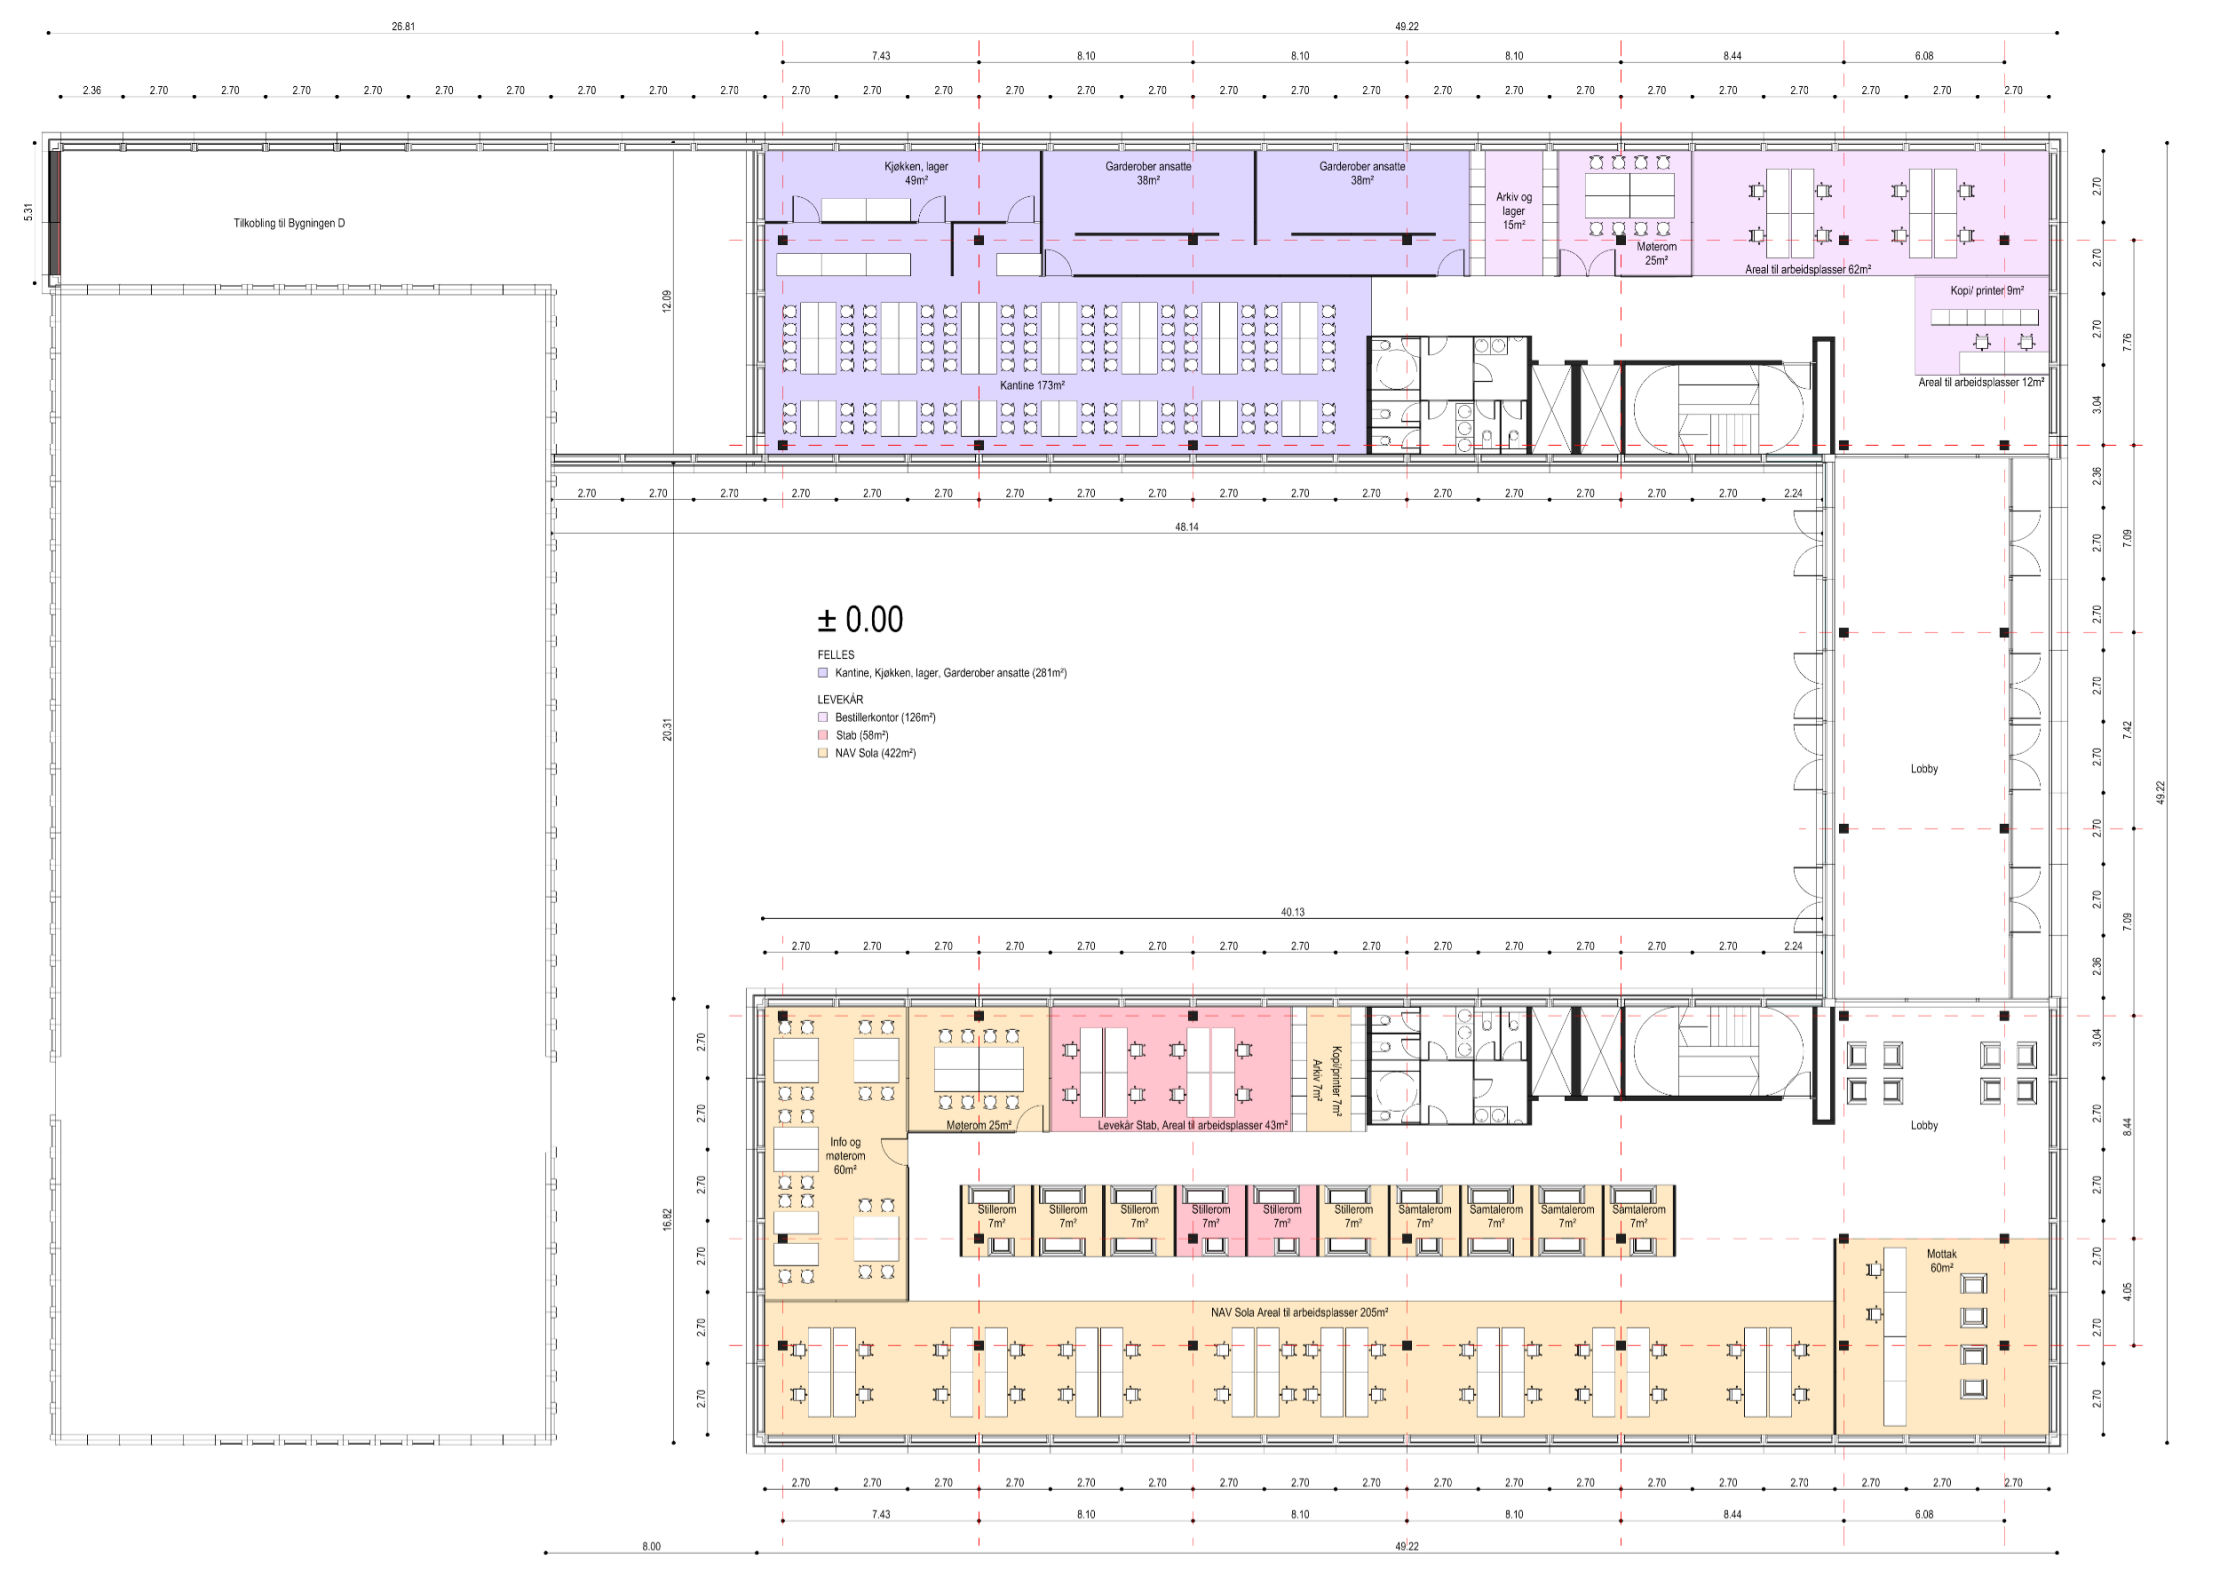 26.81 49.22
7.43 8.10 8.10 8.10 8.44 6.08
2.36 2.70 2.70 2.70 2.70 2.70 2.70 2.70 2.70 2.70 2.70 2.70 2.70 2.70 2.70 2.70 2.70 2.70 2.70 2.70 2.70 2.70 2.70 2.70 2.70 2.70 2.70 2.70
5.31
Tilkobling til Bygningen D
12.09
Kjøkken, lager
49m²
Garderober ansatte
38m²
Garderober ansatte
38m²
Arkiv og
lager
15m²
Møterom
25m²
Areal til arbeidsplasser 62m²
Kopi/ printer 9m²
Areal til arbeidsplasser 12m²
Kantine 173m²
2.70
2.70
2.70
3.04
7.76
2.36
2.70
2.70
2.70
2.70
2.70
2.70
2.36
7.09
7.42
7.09
49.22
2.70 2.70 2.70 2.70 2.70 2.70 2.70 2.70 2.70 2.70 2.70 2.70 2.70 2.70 2.70 2.70 2.70 2.24
48.14
± 0.00
FELLES
Kantine, Kjøkken, lager, Garderober ansatte (281m²)
LEVEKÅR
Bestillerkontor (126m²)
Stab (58m²)
NAV Sola (422m²)
20.31
Lobby
40.13
2.70 2.70 2.70 2.70 2.70 2.70 2.70 2.70 2.70 2.70 2.70 2.70 2.70 2.70 2.24
2.70
2.70
2.70
2.70
2.70
2.70
16.82
Info og
møterom
60m²
Møterom 25m²
Levekår Stab, Areal til arbeidsplasser 43m²
Kopi/printer 7m²
Arkiv 7m²
Lobby
Stillerom
7m²
Stillerom
7m²
Stillerom
7m²
Stillerom
7m²
Stillerom
7m²
Stillerom
7m²
Samtalerom
7m²
Samtalerom
7m²
Samtalerom
7m²
Samtalerom
7m²
Mottak
60m²
NAV Sola Areal til arbeidsplasser 205m²
3.04
2.70
2.70
2.70
2.70
2.70
8.44
4.05
2.70 2.70 2.70 2.70 2.70 2.70 2.70 2.70 2.70 2.70 2.70 2.70 2.70 2.70 2.70 2.70 2.70 2.70
7.43 8.10 8.10 8.10 8.44 6.08
8.00 49.22